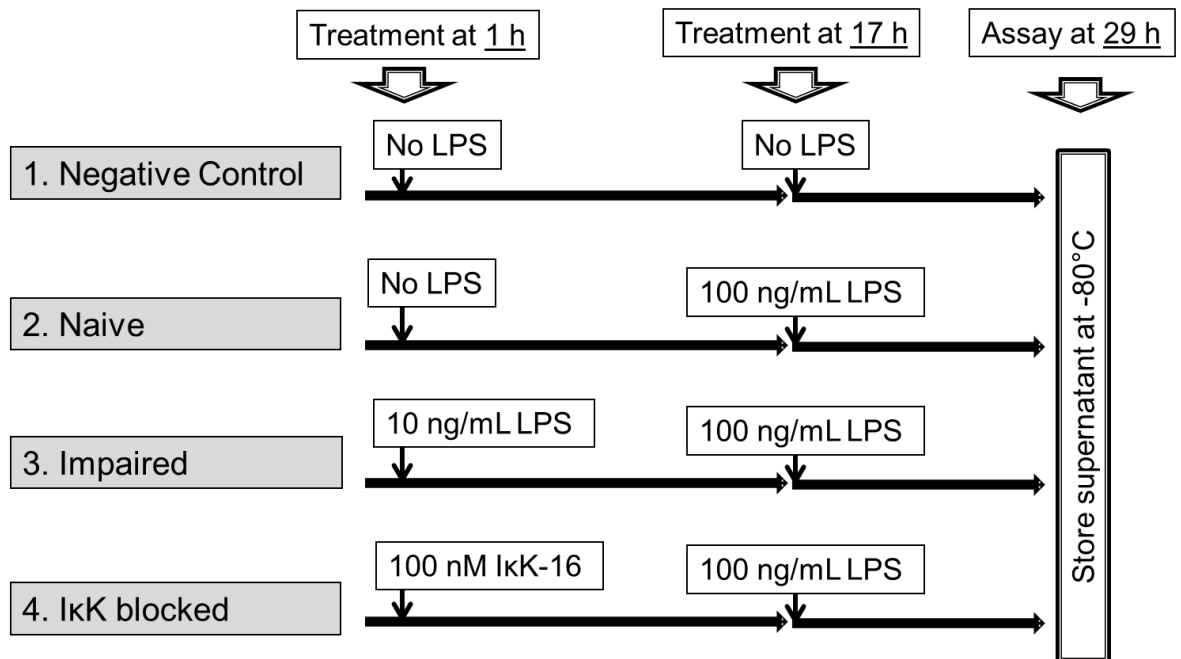 Treatment at 1 h
Treatment at 17 h
Assay at 29 h
No LPS
No LPS
1. Negative Control
No LPS
100 ng/mL LPS
2. Naive
10 ng/mL LPS
100 ng/mL LPS
3. Impaired
100 nM IκK-16
100 ng/mL LPS
4. IκK blocked
Store supernatant at -80°C